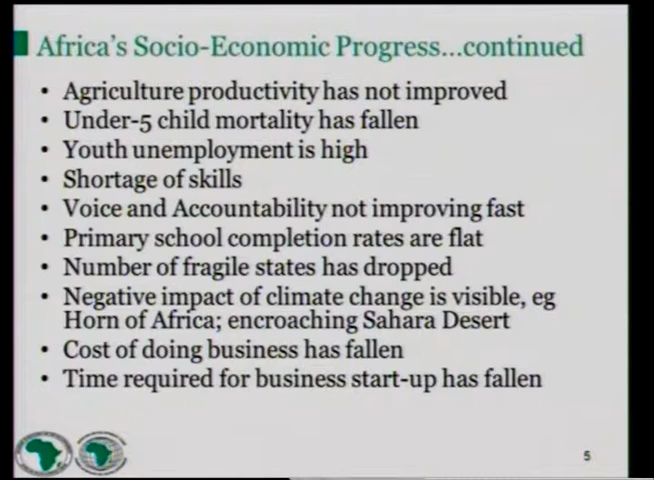 Africa's Socio-Economic Progress...continued
• Agriculture productivity has not improved
• Under-5 child mortality has fallen
• Youth unemployment is high
• Shortage of skills
• Voice and Accountability not improving fast
• Primary school completion rates are flat
• Number of fragile states has dropped
• Negative impact of climate change is visible, eg
Horn of Africa; encroaching Sahara Desert
• Cost of doing business has fallen
• Time required for business start-up has fallen
5